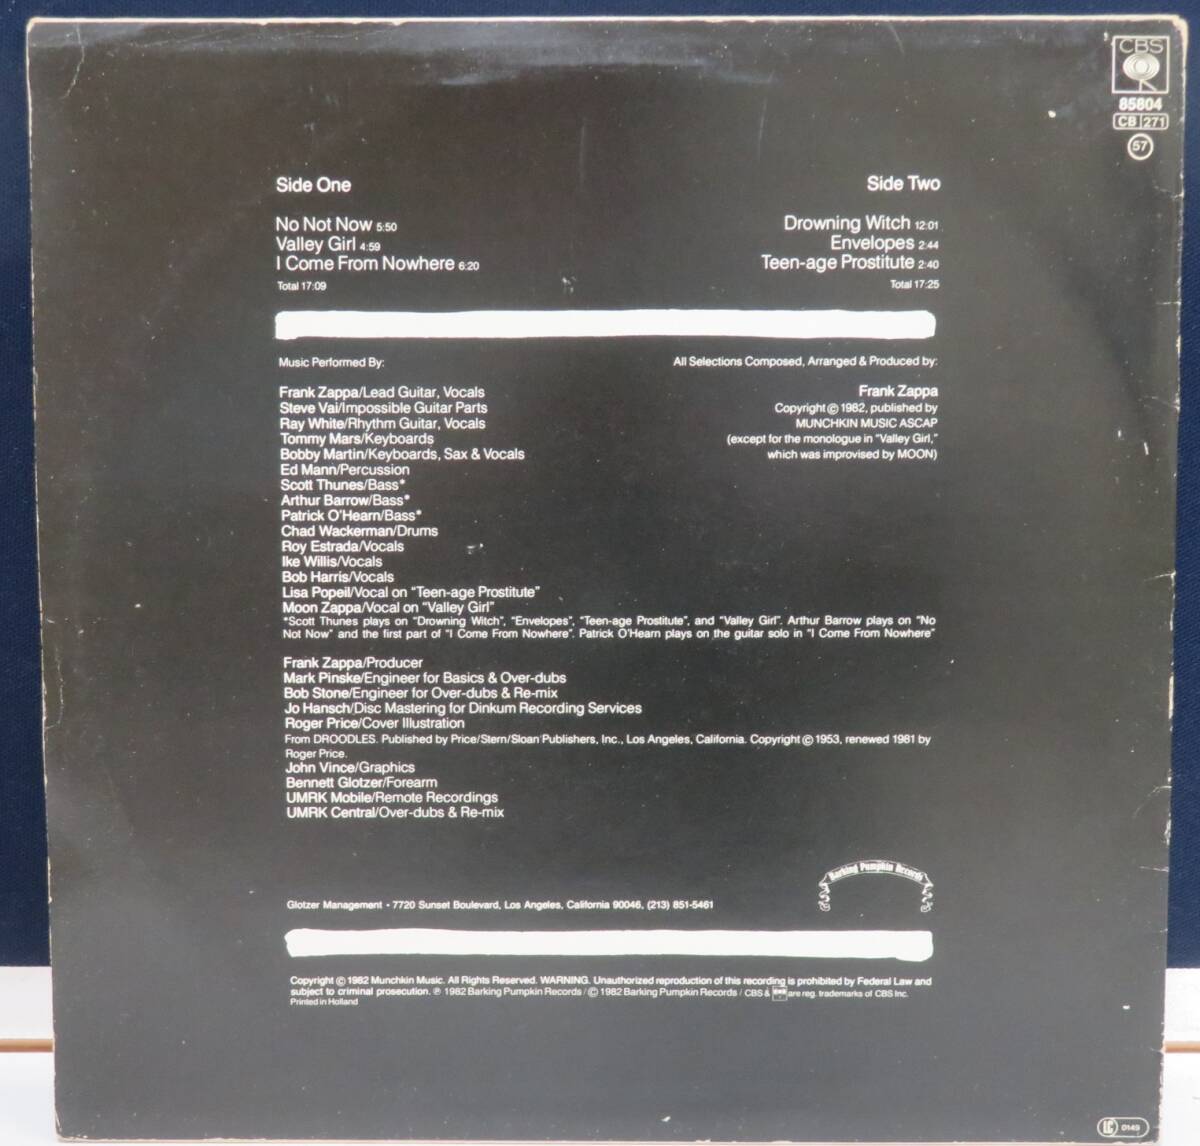 CBS
85804
CB 271
57
Side One
No Not Now 5:50
Valley Girl 4:59
I Come From Nowhere 6:20
Total 17:09
Side Two
Drowning Witch 12:01
Envelopes 2:44
Teen-age Prostitute 2:40
Total 17:25
Music Performed By:
Frank Zappa/Lead Guitar, Vocals
Steve Vai/Impossible Guitar Parts
Ray White/Rhythm Guitar, Vocals
Tommy Mars/Keyboards
Bobby Martin/Keyboards, Sax & Vocals
Ed Mann/Percussion
Scott Thunes/Bass*
Arthur Barrow/Bass*
Patrick O'Hearn/Bass*
Chad Wackerman/Drums
Roy Estrada/Vocals
Ike Willis/Vocals
Bob Harris/Vocals
Lisa Popeil/Vocal on "Teen-age Prostitute"
Moon Zappa/Vocal on "Valley Girl"
*Scott Thunes plays on "Drowning Witch", "Envelopes", "Teen-age Prostitute", and "Valley Girl". Arthur Barrow plays on "No
Not Now" and the first part of "I Come From Nowhere". Patrick O'Hearn plays on the guitar solo in "I Come From Nowhere"
All Selections Composed, Arranged & Produced by:
Frank Zappa
Copyright © 1982, published by
MUNCHKIN MUSIC ASCAP
(except for the monologue in "Valley Girl,"
which was improvised by MOON)
Frank Zappa/Producer
Mark Pinske/Engineer for Basics & Over-dubs
Bob Stone/Engineer for Over-dubs & Re-mix
Jo Hansch/Disc Mastering for Dinkum Recording Services
Roger Price/Cover Illustration
From DROODLES. Published by Price/Stern/Sloan Publishers, Inc., Los Angeles, California. Copyright © 1953, renewed 1981 by
Roger Price.
John Vince/Graphics
Bennett Glotzer/Forearm
UMRK Mobile/Remote Recordings
UMRK Central/Over-dubs & Re-mix
Barking Pumpkin Records
Glotzer Management • 7720 Sunset Boulevard, Los Angeles, California 90046, (213) 851-5461
Copyright © 1982 Munchkin Music. All Rights Reserved. WARNING. Unauthorized reproduction of this recording is prohibited by Federal Law and
subject to criminal prosecution. ℗ 1982 Barking Pumpkin Records / © 1982 Barking Pumpkin Records / CBS & are reg. trademarks of CBS Inc.
Printed in Holland
LC 0149